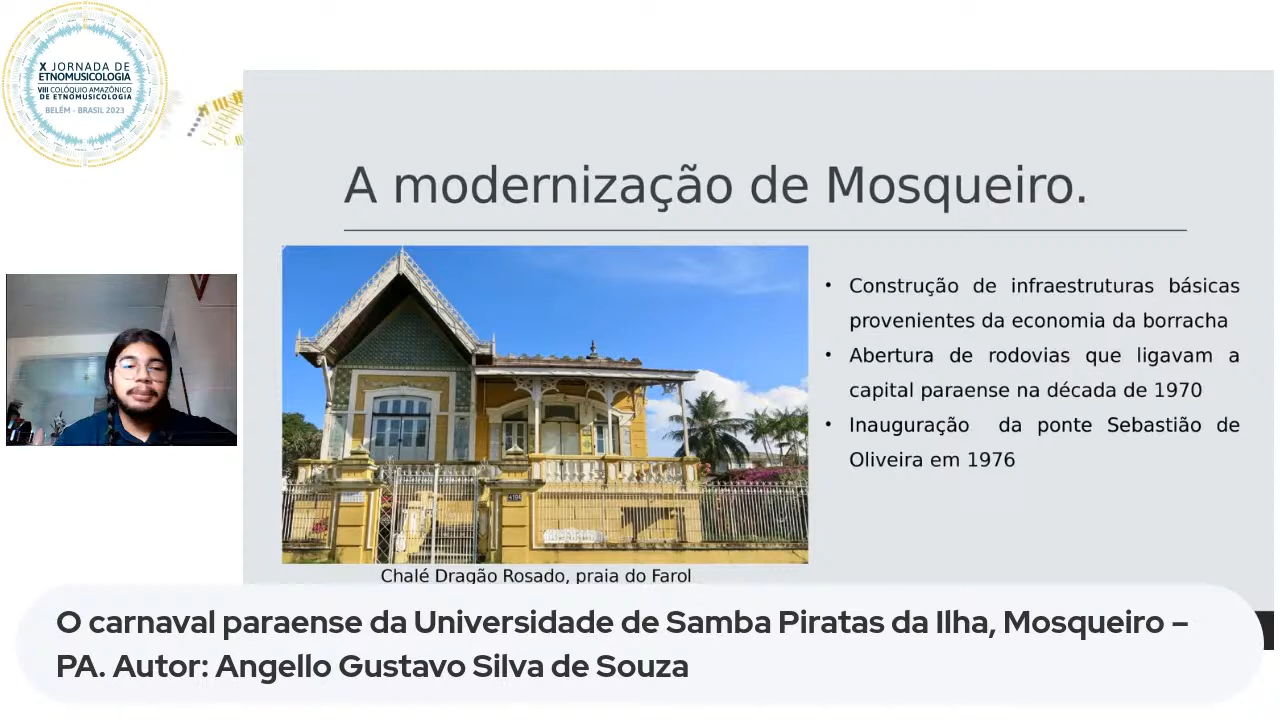 X JORNADA DE
ETNOMUSICOLOGIA
VIII COLÓQUIO AMAZÔNICO
DE ETNOMUSICOLOGIA
BELÉM - BRASIL 2023
A modernização de Mosqueiro.
• Construção de infraestruturas básicas
provenientes da economia da borracha
• Abertura de rodovias que ligavam a
capital paraense na década de 1970
• Inauguração da ponte Sebastião de
Oliveira em 1976
Chalé Dragão Rosado, praia do Farol
O carnaval paraense da Universidade de Samba Piratas da Ilha, Mosqueiro –
PA. Autor: Angello Gustavo Silva de Souza